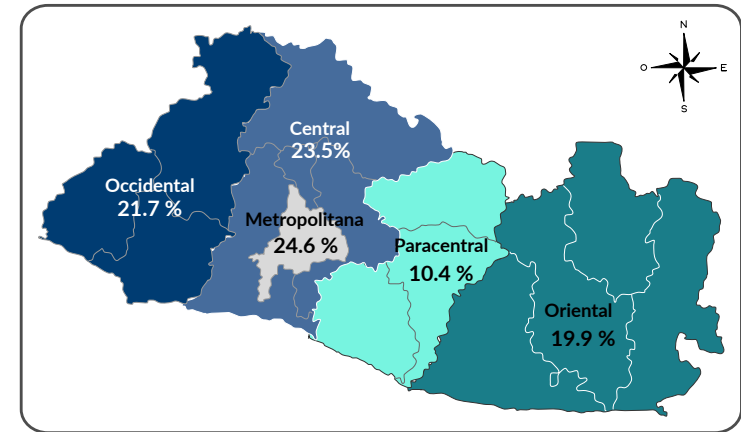 N
O
E
S
Central
23.5%
Occidental
21.7 %
Metropolitana
24.6 %
Paracentral
10.4 %
Oriental
19.9 %